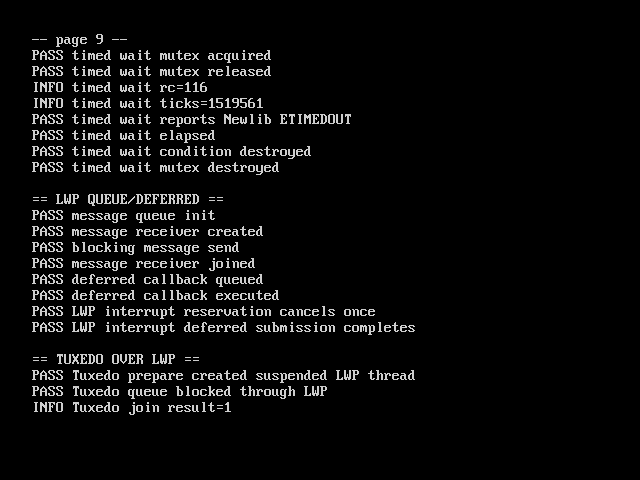 -- page 9 --
PASS timed wait mutex acquired
PASS timed wait mutex released
INFO timed wait rc=116
INFO timed wait ticks=1519561
PASS timed wait reports Newlib ETIMEDOUT
PASS timed wait elapsed
PASS timed wait condition destroyed
PASS timed wait mutex destroyed
== LWP QUEUE/DEFERRED ==
PASS message queue init
PASS message receiver created
PASS blocking message send
PASS message receiver joined
PASS deferred callback queued
PASS deferred callback executed
PASS LWP interrupt reservation cancels once
PASS LWP interrupt deferred submission completes
== TUXEDO OVER LWP ==
PASS Tuxedo prepare created suspended LWP thread
PASS Tuxedo queue blocked through LWP
INFO Tuxedo join result=1